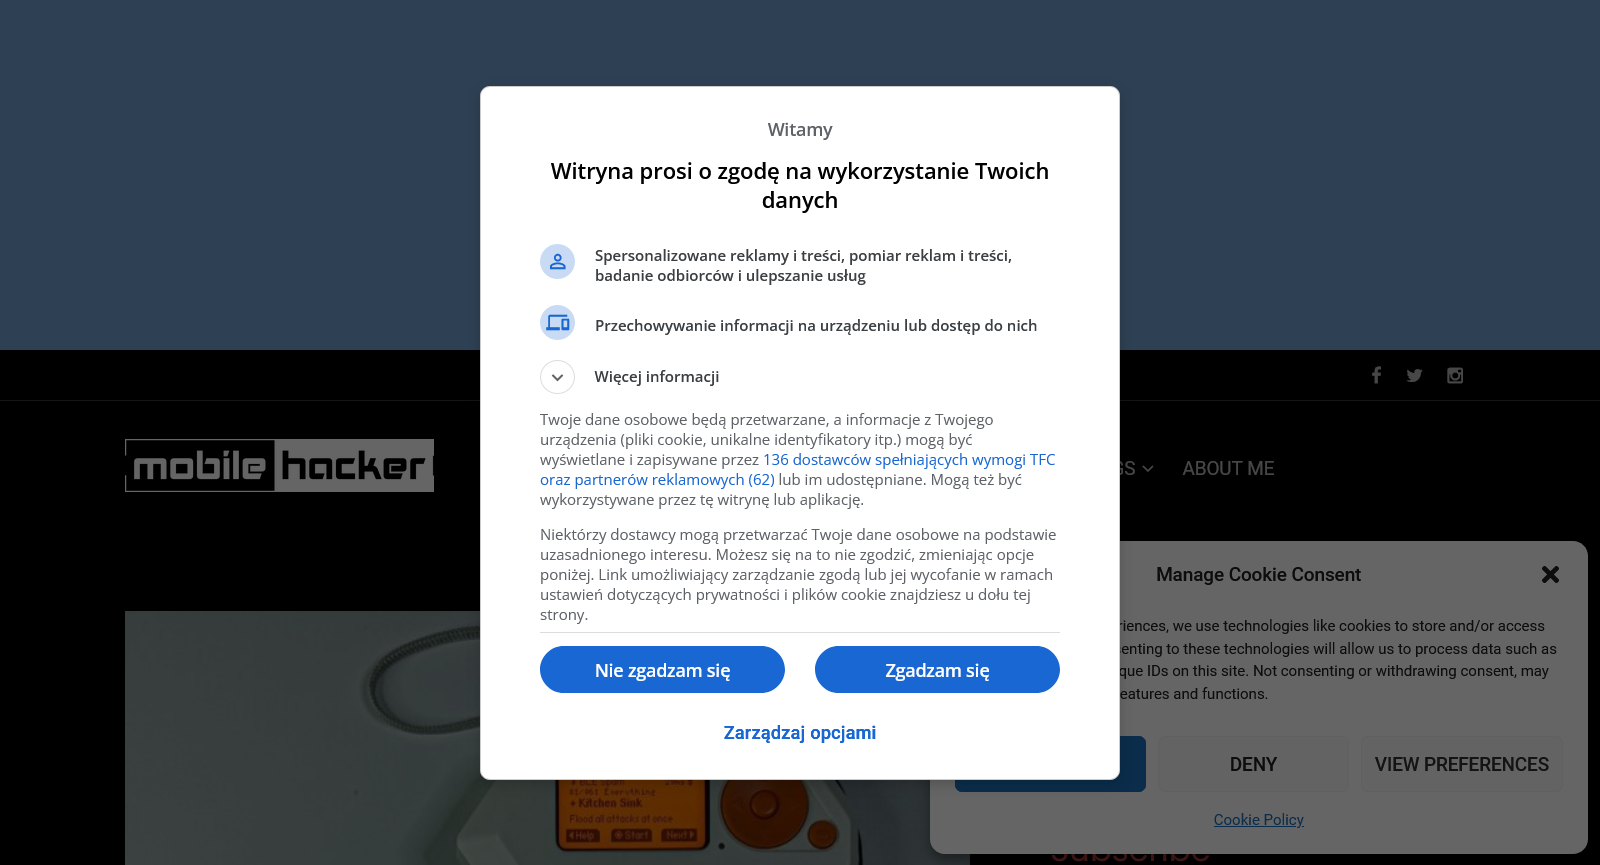 Witamy
Witryna prosi o zgodę na wykorzystanie Twoich
danych
Spersonalizowane reklamy i treści, pomiar reklam i treści,
badanie odbiorców i ulepszanie usług
Przechowywanie informacji na urządzeniu lub dostęp do nich
Więcej informacji
Twoje dane osobowe będą przetwarzane, a informacje z Twojego
urządzenia (pliki cookie, unikalne identyfikatory itp.) mogą być
wyświetlane i zapisywane przez 136 dostawców spełniających wymogi TFC
oraz partnerów reklamowych (62) lub im udostępniane. Mogą też być
wykorzystywane przez tę witrynę lub aplikację.
Niektórzy dostawcy mogą przetwarzać Twoje dane osobowe na podstawie
uzasadnionego interesu. Możesz się na to nie zgodzić, zmieniając opcje
poniżej. Link umożliwiający zarządzanie zgodą lub jej wycofanie w ramach
ustawień dotyczących prywatności i plików cookie znajdziesz u dołu tej
strony.
Nie zgadzam się
Zgadzam się
Zarządzaj opcjami
mobile hacker
GS
ABOUT ME
Manage Cookie Consent
riences, we use technologies like cookies to store and/or access
enting to these technologies will allow us to process data such as
que IDs on this site. Not consenting or withdrawing consent, may
eatures and functions.
DENY
VIEW PREFERENCES
Cookie Policy
Subscribe
+ Kitchen Sink
Flood all attacks at once
Help
Start
Next